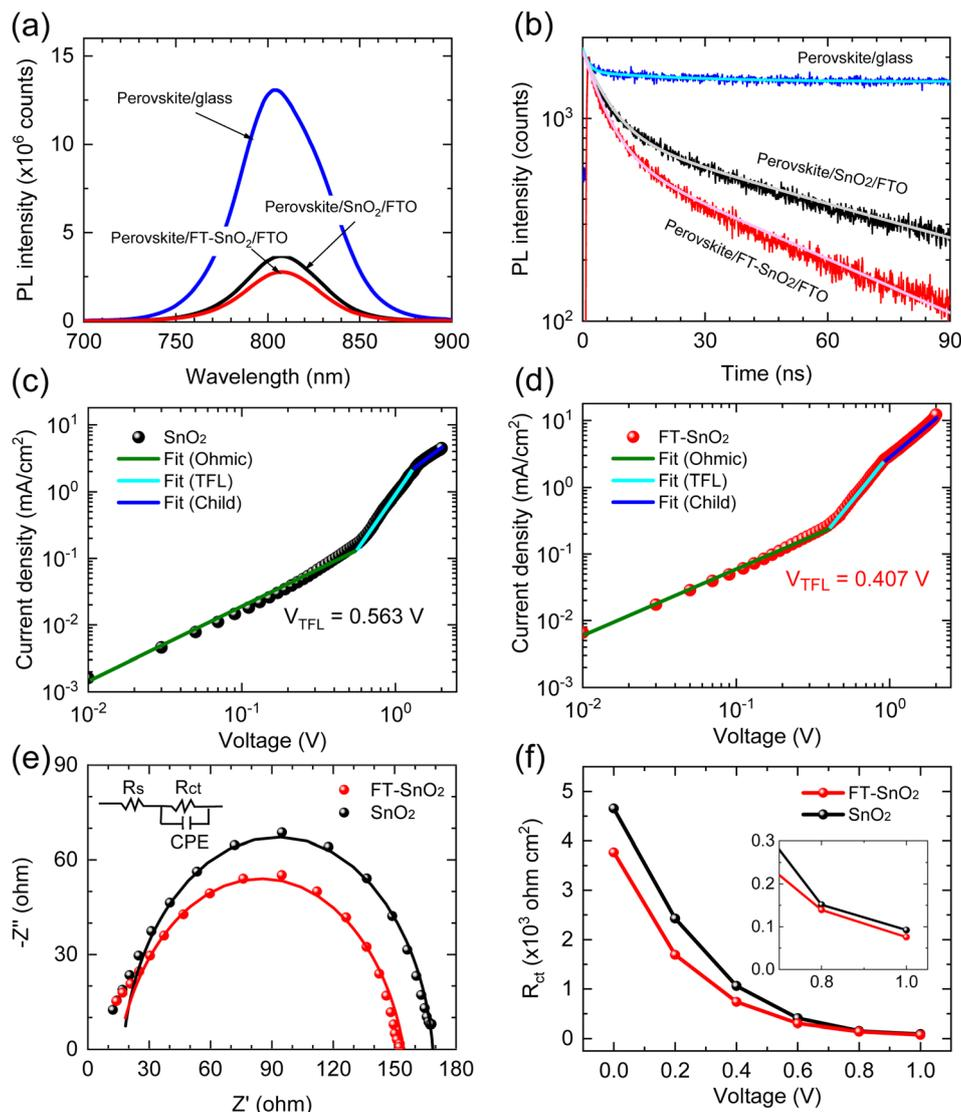 (a)
PL intensity (x10⁶ counts)
15
10
5
0
Perovskite/glass
Perovskite/SnO₂/FTO
Perovskite/FT-SnO₂/FTO
700 750 800 850 900
Wavelength (nm)
(b)
PL intensity (counts)
10³
10²
Perovskite/glass
Perovskite/SnO₂/FTO
Perovskite/FT-SnO₂/FTO
0 30 60 90
Time (ns)
(c)
Current density (mA/cm²)
10¹
10⁰
10⁻¹
10⁻²
10⁻³
SnO₂
Fit (Ohmic)
Fit (TFL)
Fit (Child)
V_TFL = 0.563 V
10⁻² 10⁻¹ 10⁰
Voltage (V)
(d)
Current density (mA/cm²)
10¹
10⁰
10⁻¹
10⁻²
10⁻³
FT-SnO₂
Fit (Ohmic)
Fit (TFL)
Fit (Child)
V_TFL = 0.407 V
10⁻² 10⁻¹ 10⁰
Voltage (V)
(e)
-Z" (ohm)
90
60
30
0
Rs Rct
CPE
FT-SnO₂
SnO₂
0 30 60 90 120 150 180
Z' (ohm)
(f)
R_ct (x10³ ohm cm²)
5
4
3
2
1
0
FT-SnO₂
SnO₂
0.3
0.2
0.1
0.0
0.8 1.0
0.0 0.2 0.4 0.6 0.8 1.0
Voltage (V)